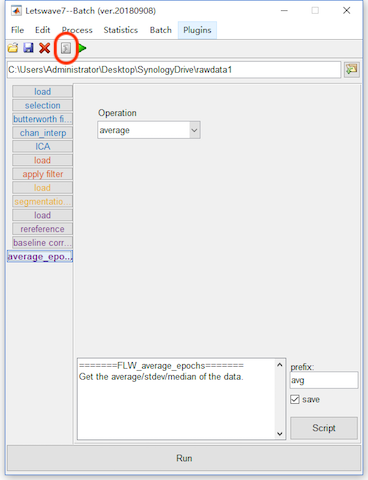 Letswave7--Batch (ver.20180908)
File Edit Process Statistics Batch Plugins
C:\Users\Administrator\Desktop\SynologyDrive\rawdata1
load
selection
butterworth fi...
chan_interp
ICA
load
apply filter
load
segmentatio...
load
rereference
baseline corr...
average_epo...
Operation
average
=======FLW_average_epochs=======
Get the average/stdev/median of the data.
prefix:
avg
save
Script
Run